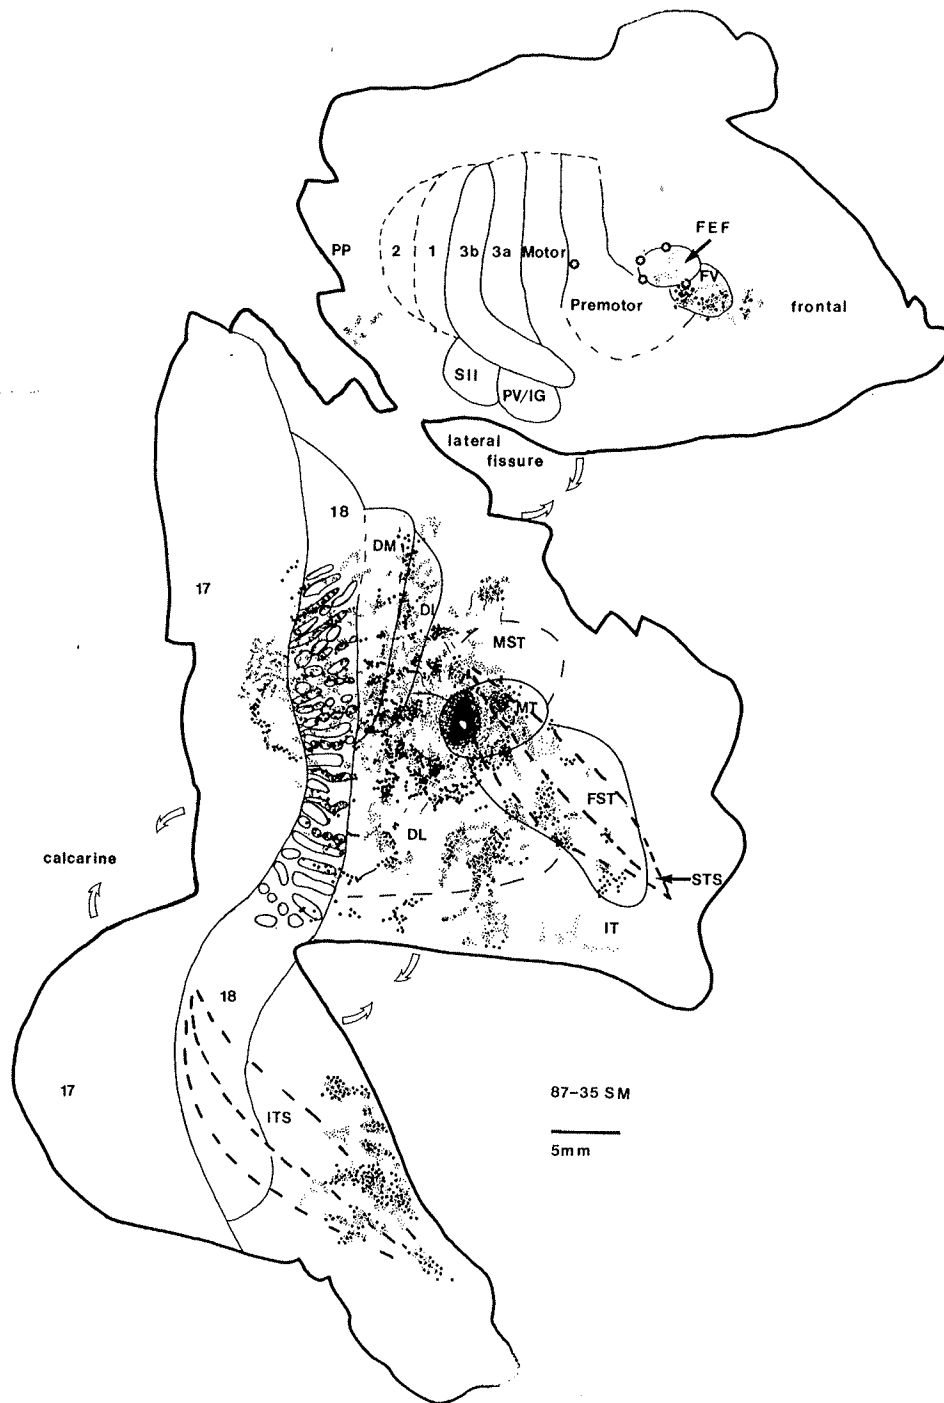 FEF
PP
2
1
3b
3a
Motor
FV
Premotor
frontal
SII
PV/IG
lateral
fissure
18
DM
17
DI
MST
MT
FST
DL
calcarine
STS
IT
18
17
87-35 SM
ITS
5mm